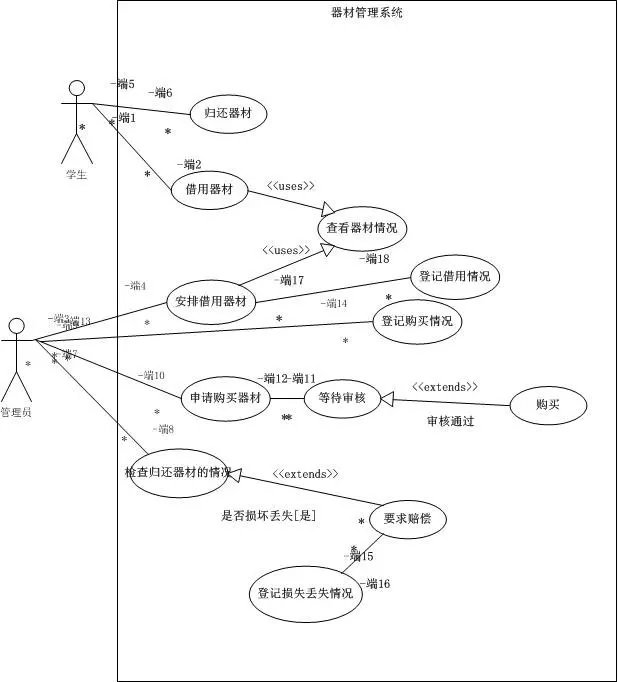 器材管理系统
-端5
-端6
归还器材
*
*
-端1
*
学生
-端2
*
借用器材
<<uses>>
查看器材情况
<<uses>>
-端18
-端17
登记借用情况
-端4
安排借用器材
-端14
*
登记购买情况
*
*
*
-端13
管理员
*
*
*
-端7
-端10
申请购买器材
-端12
-端11
等待审核
<<extends>>
购买
审核通过
*
**
-端8
*
检查归还器材的情况
<<extends>>
是否损坏丢失[是]
*
要求赔偿
*
-端15
登记损失丢失情况
-端16